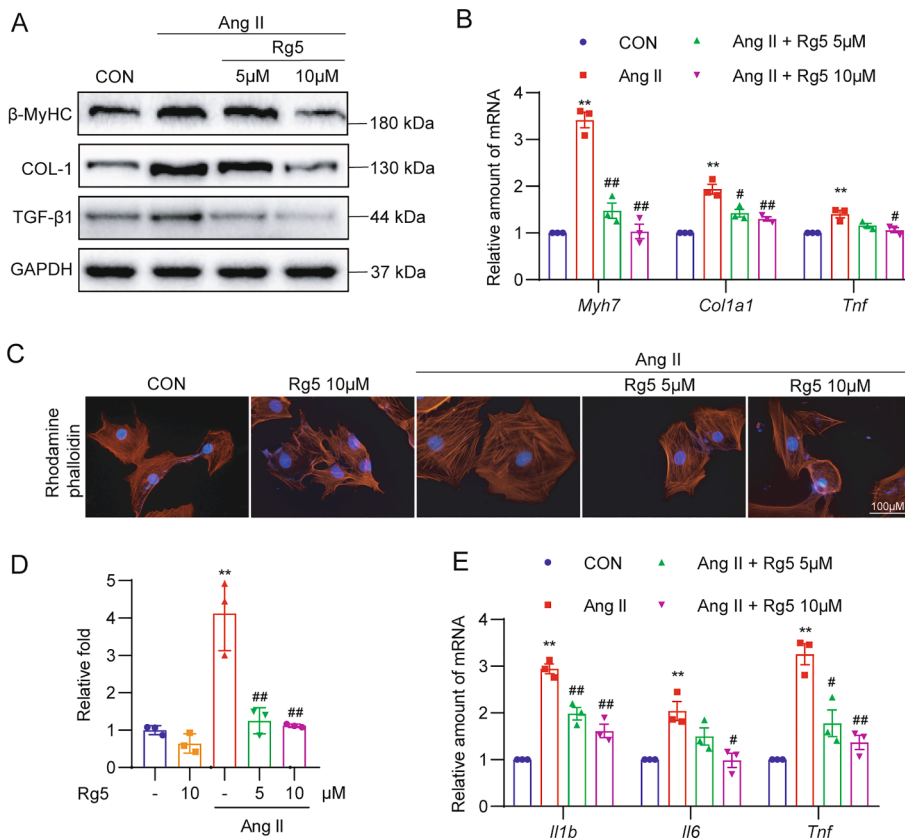 A
Ang II
Rg5
CON 5μM 10μM
β-MyHC
180 kDa
COL-1
130 kDa
TGF-β1
44 kDa
GAPDH
37 kDa
B
CON Ang II + Rg5 5μM
Ang II Ang II + Rg5 10μM
Relative amount of mRNA
4
3
2
1
0
** ## ##
** # ##
** #
Myh7 Col1a1 Tnf
C
Ang II
CON Rg5 10μM Rg5 5μM Rg5 10μM
Rhodamine
phalloidin
100μM
D
Relative fold
5
4
3
2
1
0
** ## ##
Rg5 - 10 - 5 10 μM
Ang II
E
CON Ang II + Rg5 5μM
Ang II Ang II + Rg5 10μM
Relative amount of mRNA
4
3
2
1
0
** ## ##
** #
** # ##
Il1b Il6 Tnf